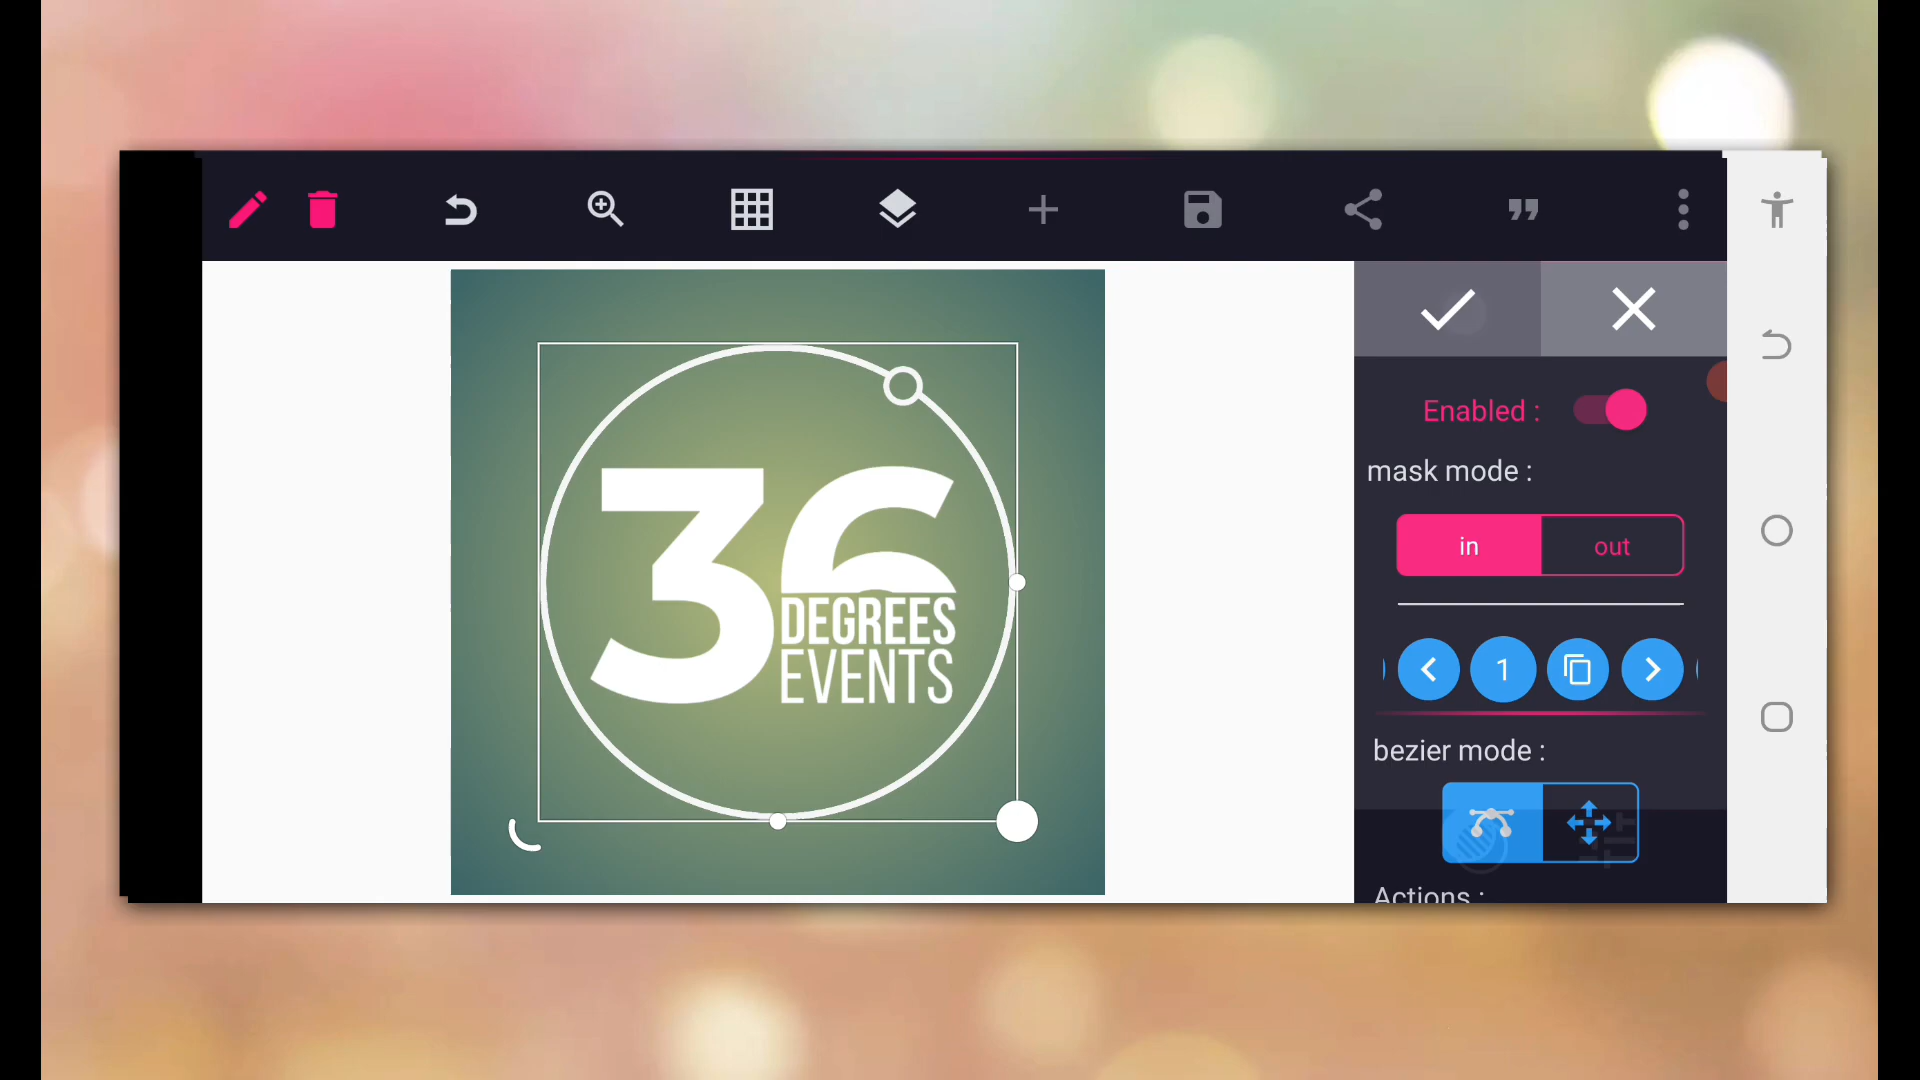 36
DEGREES
EVENTS
Enabled :
mask mode :
in
out
1
bezier mode :
Actions :